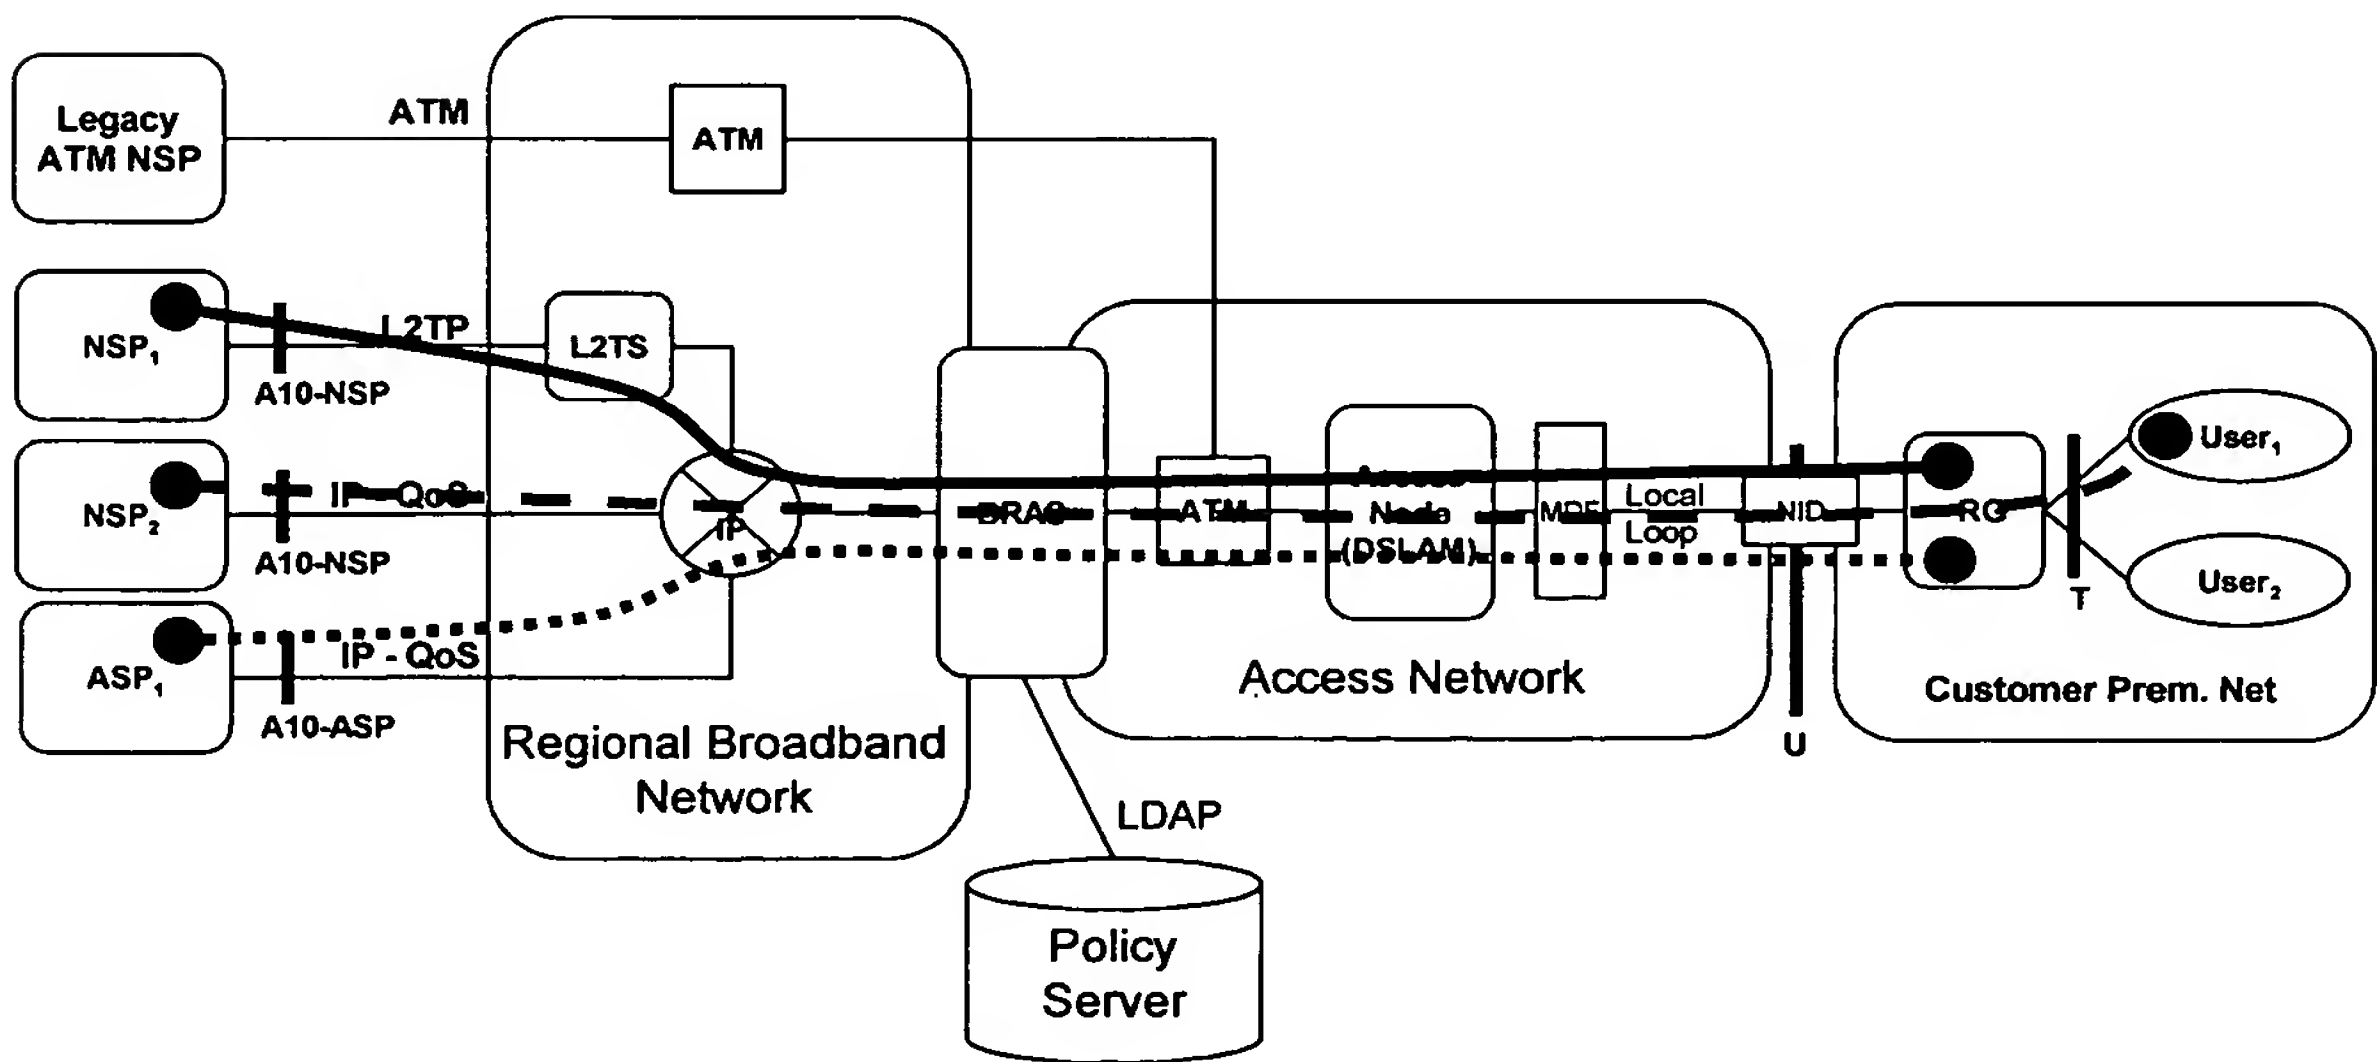 Legacy
ATM NSP
ATM
ATM
NSP1
L2TP
L2TS
A10-NSP
NSP2
IP - QoS
IP
A10-NSP
ASP1
IP - QoS
A10-ASP
Regional Broadband
Network
BRAS
ATM
Access
Node
(DSLAM)
MDF
Local
Loop
NID
Access Network
U
RG
T
User1
User2
Customer Prem. Net
LDAP
Policy
Server